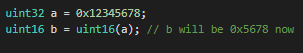 uint32 a = 0x12345678;
uint16 b = uint16(a); // b will be 0x5678 now